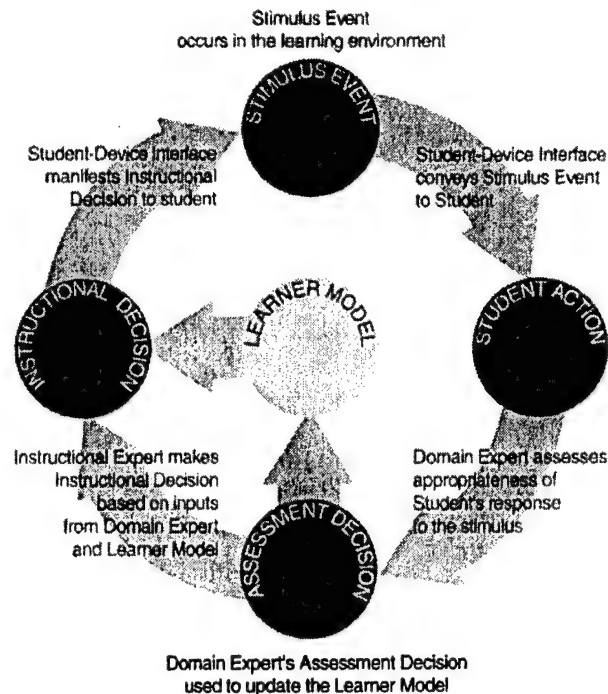 Stimulus Event
occurs in the learning environment
STIMULUS EVENT
Student-Device Interface
manifests Instructional
Decision to student
Student-Device Interface
conveys Stimulus Event
to Student
INSTRUCTIONAL DECISION
LEARNER MODEL
STUDENT ACTION
Instructional Expert makes
Instructional Decision
based on inputs
from Domain Expert
and Learner Model
Domain Expert assesses
appropriateness of
Student's response
to the stimulus
ASSESSMENT DECISION
Domain Expert's Assessment Decision
used to update the Learner Model